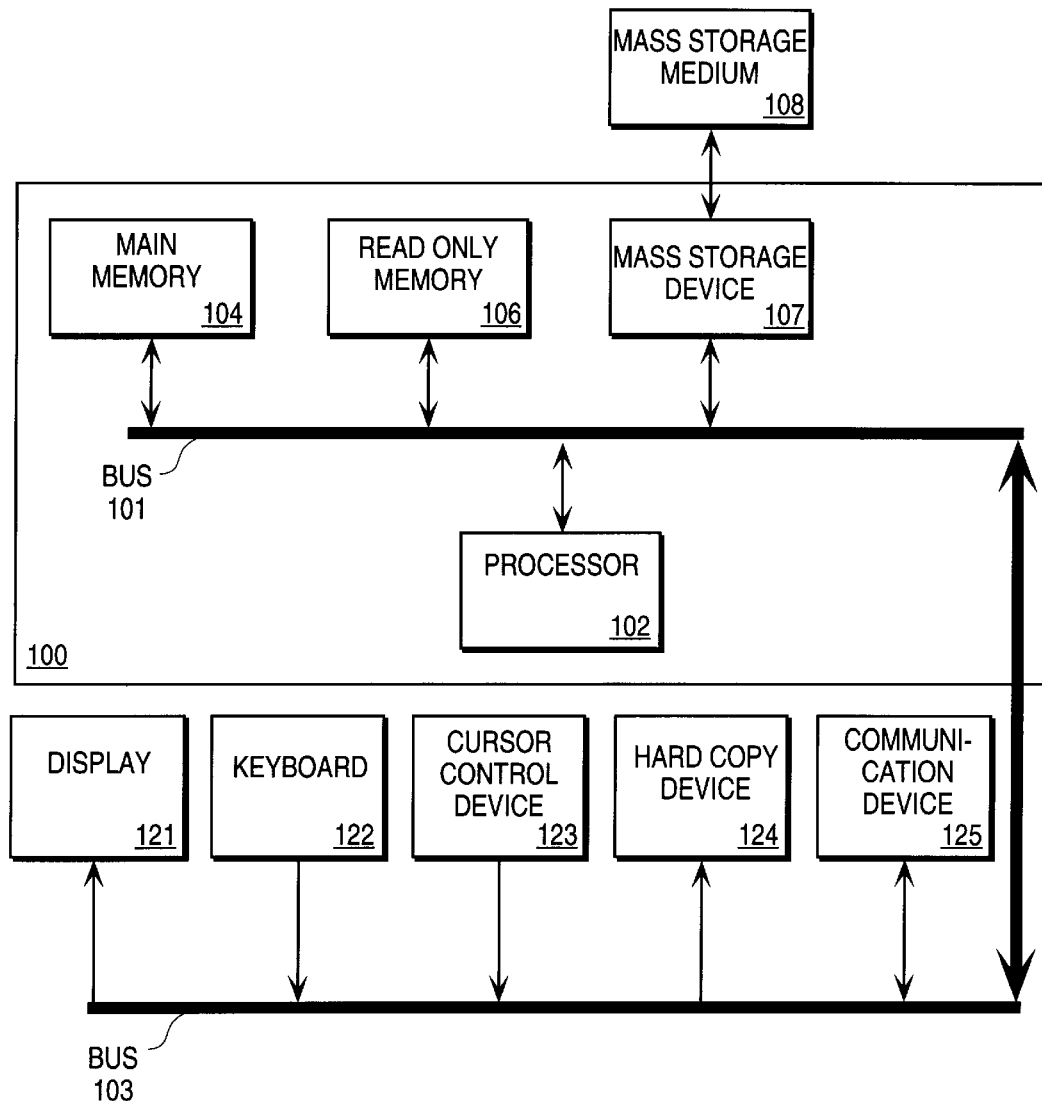 MASS STORAGE
MEDIUM
108
MAIN
MEMORY
104
READ ONLY
MEMORY
106
MASS STORAGE
DEVICE
107
BUS
101
PROCESSOR
102
100
DISPLAY
121
KEYBOARD
122
CURSOR
CONTROL
DEVICE
123
HARD COPY
DEVICE
124
COMMUNI-
CATION
DEVICE
125
BUS
103